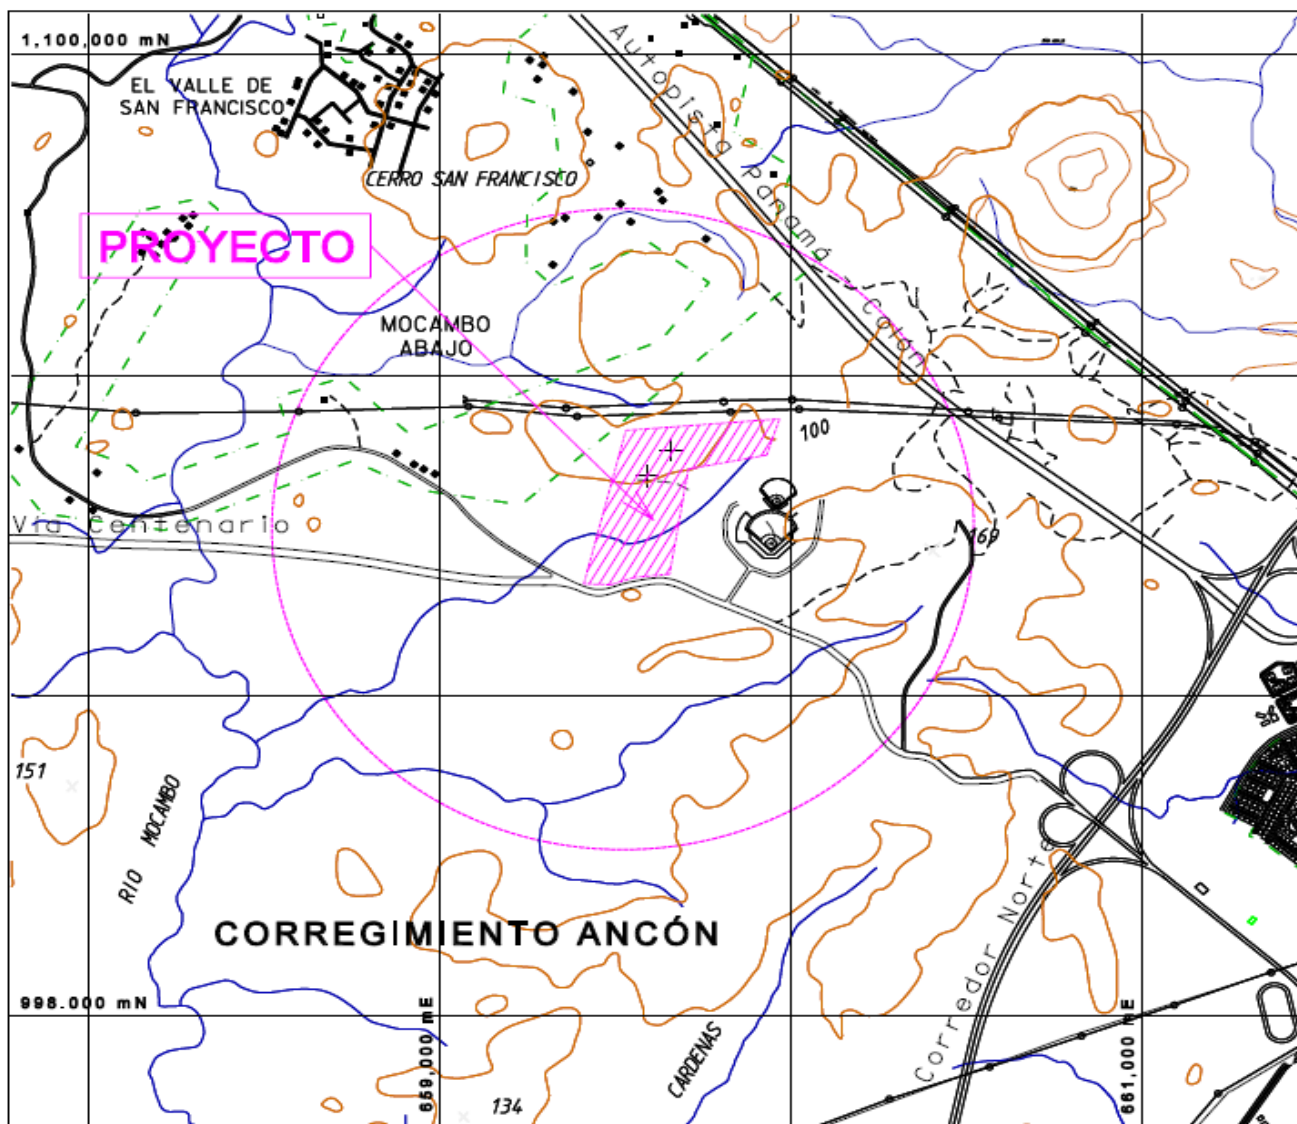 1,100,000 mN
EL VALLE DE
SAN FRANCISCO
Autopista Panamá - Colón
CERRO SAN FRANCISCO
PROYECTO
MOCAMBO
ABAJO
100
Via Centenario
169
151
RIO MOCAMBO
CORREGIMIENTO ANCÓN
Corredor Norte
998.000 mN
659,000 mE
CARDENAS
661,000 mE
134